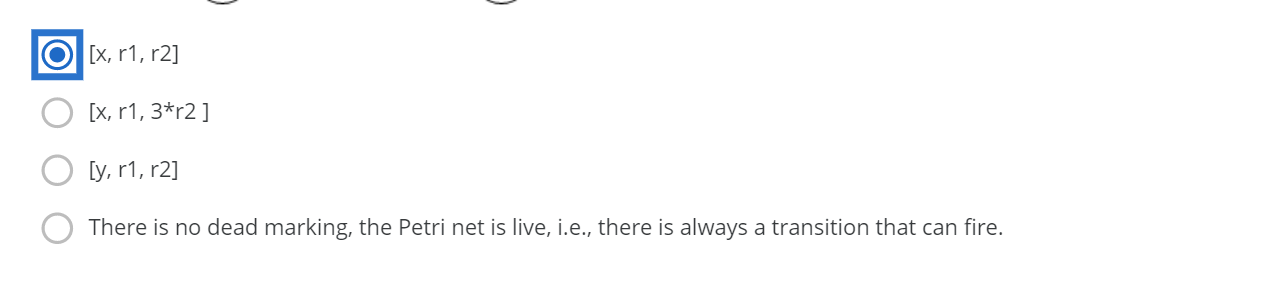 [x, r1, r2]
[x, r1, 3*r2 ]
[y, r1, r2]
There is no dead marking, the Petri net is live, i.e., there is always a transition that can fire.